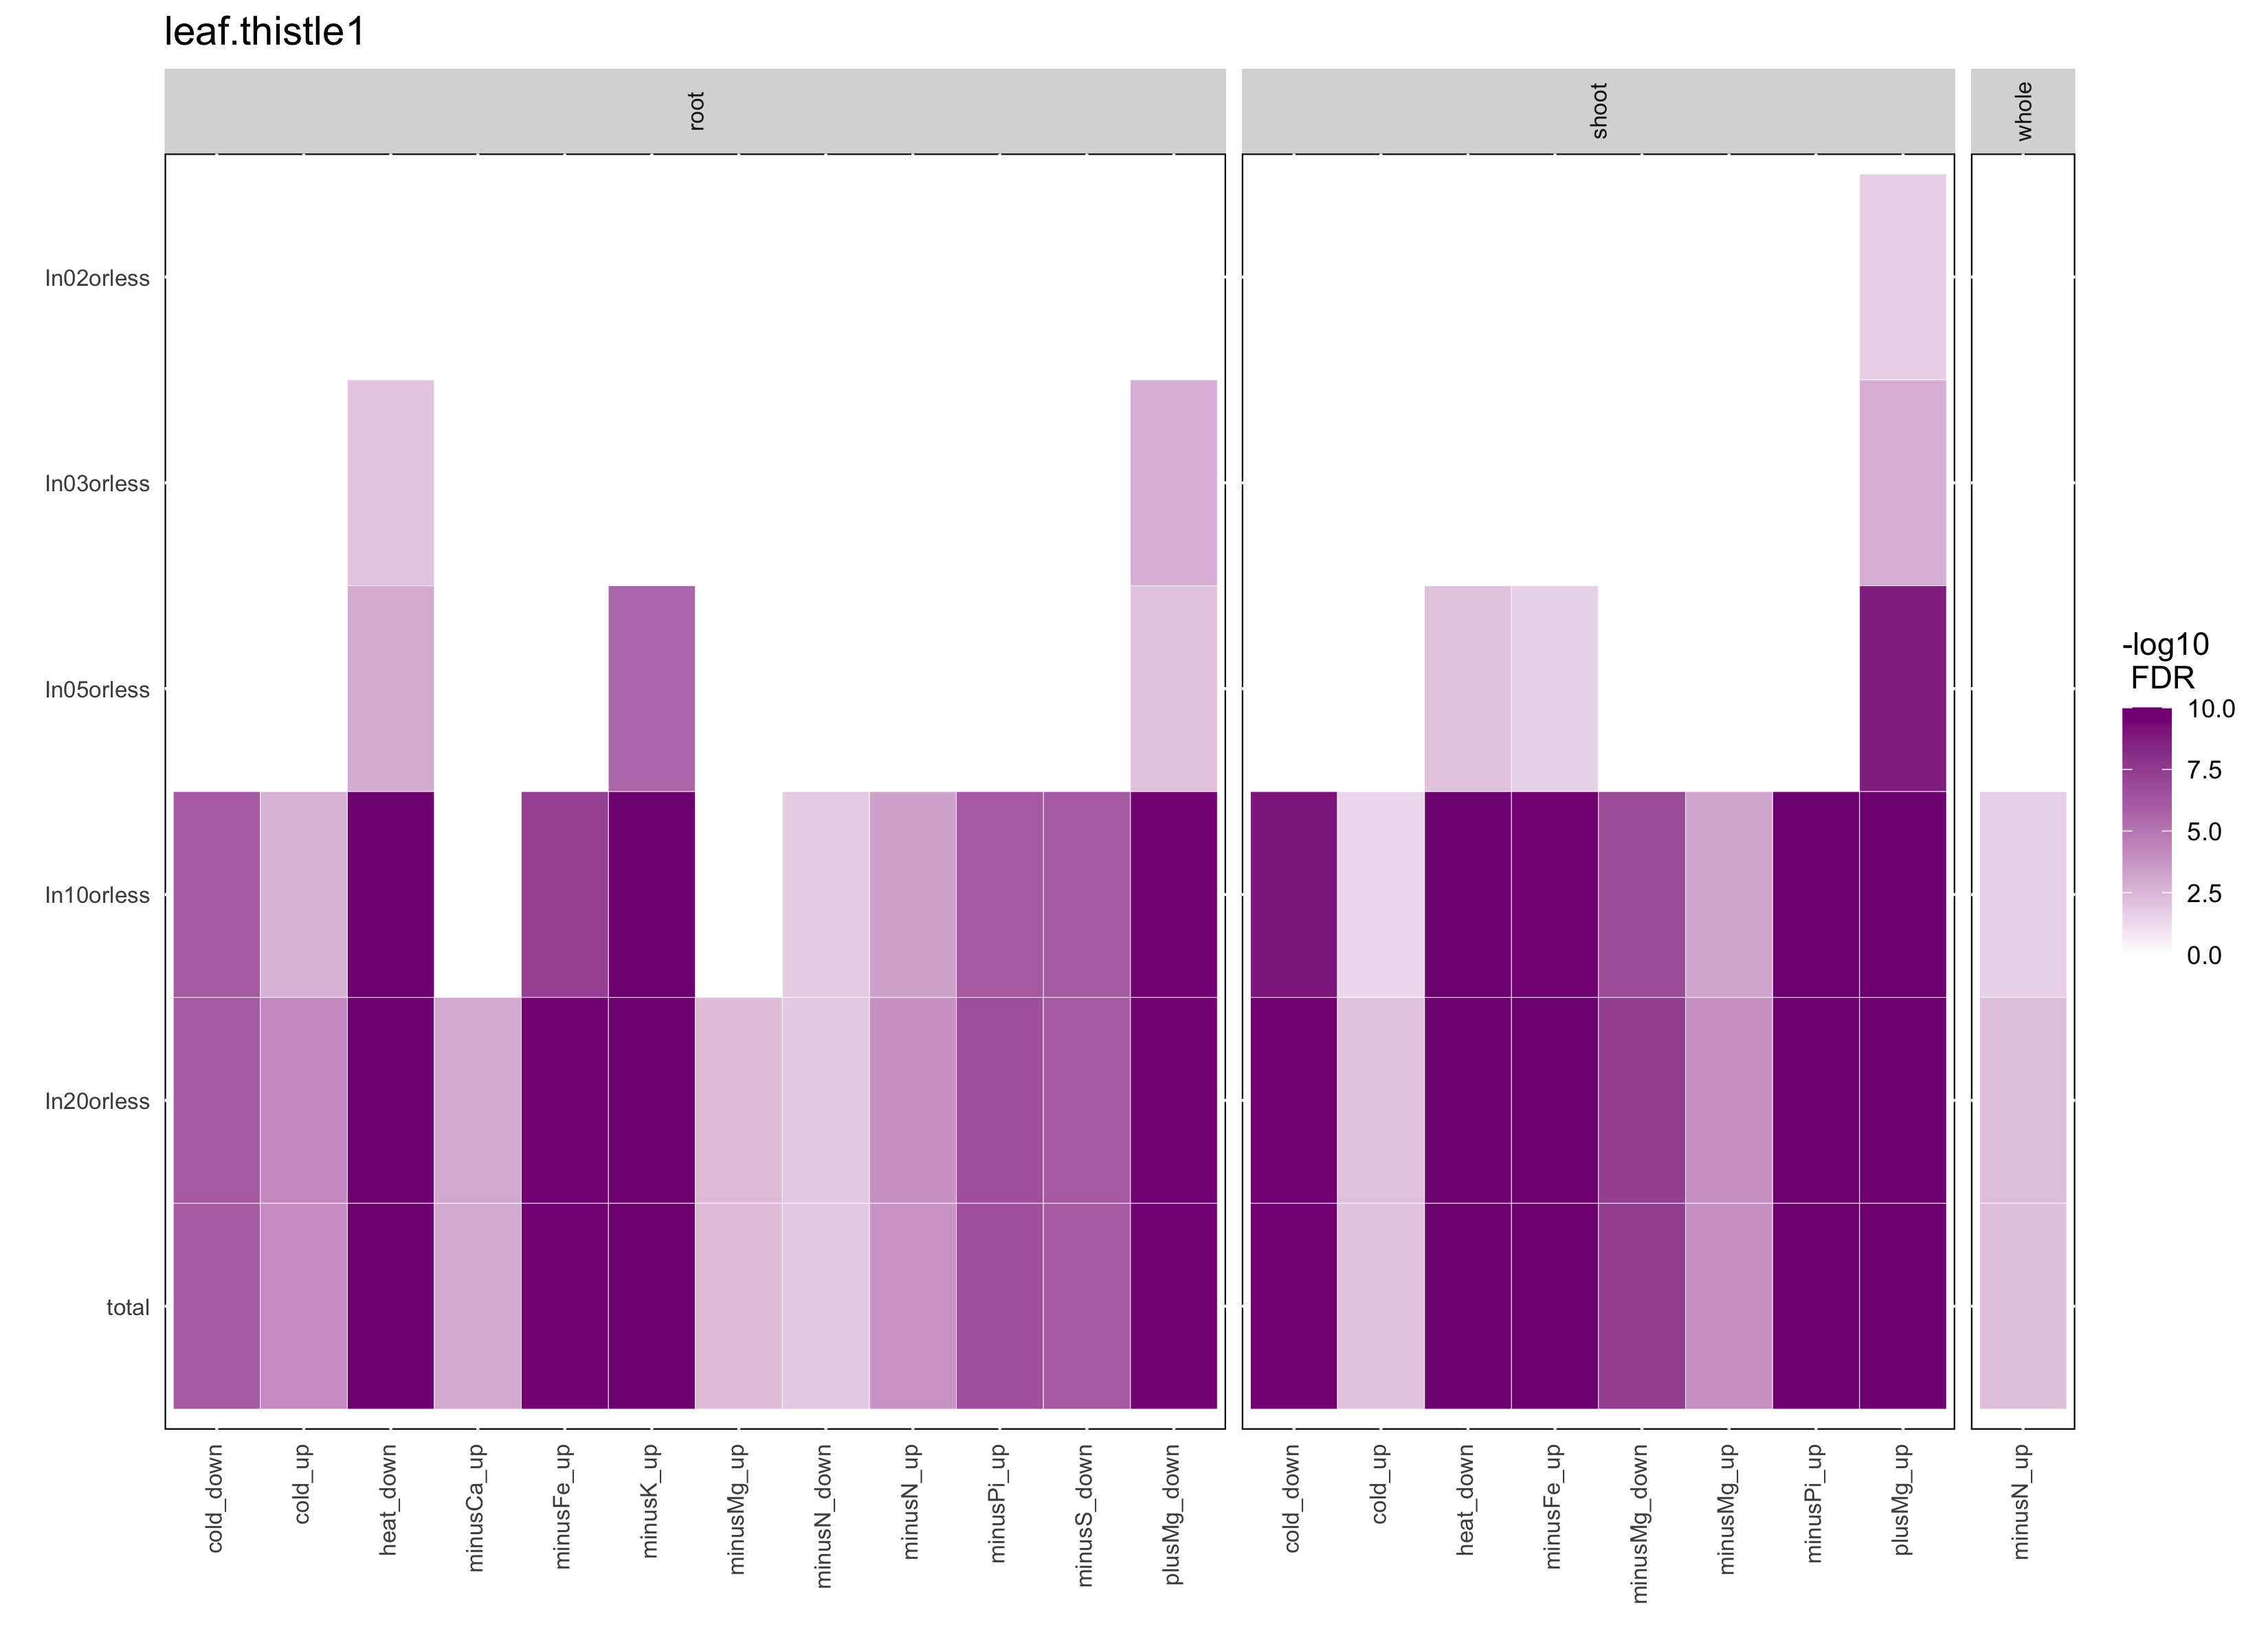 leaf.thistle1
root
shoot
whole
In02orless
In03orless
In05orless
In10orless
In20orless
total
cold_down
cold_up
heat_down
minusCa_up
minusFe_up
minusK_up
minusMg_up
minusN_down
minusN_up
minusPi_up
minusS_down
plusMg_down
cold_down
cold_up
heat_down
minusFe_up
minusMg_down
minusMg_up
minusPi_up
plusMg_up
minusN_up
-log10
FDR
10.0
7.5
5.0
2.5
0.0